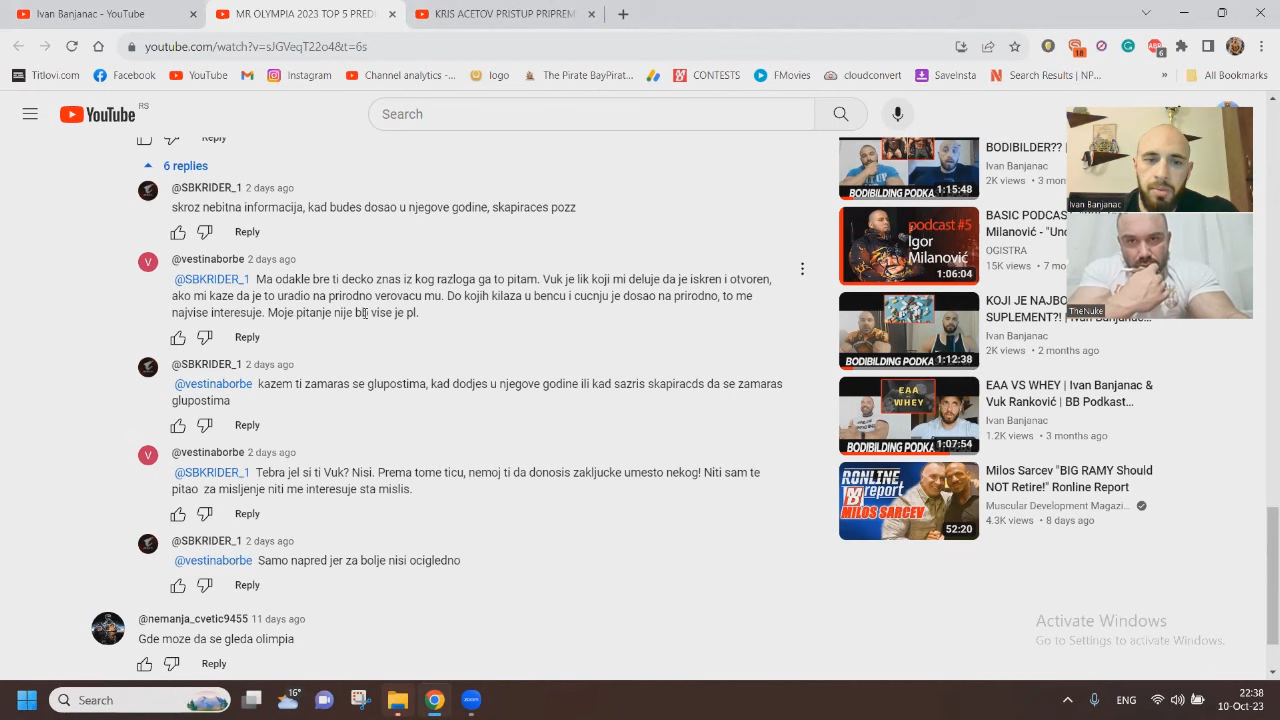 Ivan Banjanac - YouTube
MR OLYMPIA 2023 TOP 5 PRED
KRIS ACETOV PRISTUP PRIPREM
youtube.com/watch?v=sJGVeqT22o4&t=6s
18
6
Titlovi.com
Facebook
YouTube
Instagram
Channel analytics -...
logo
The Pirate BayPirat...
CONTESTS
FMovies
cloudconvert
SaveInsta
Search Results | NP...
»
All Bookmarks
YouTube RS
Search
Reply
6 replies
@SBKRIDER_1 2 days ago
skroz nebitna informacija, kad budes dosao u njegove godine, skapiraces pozz
Reply
V
@vestinaborbe 2 days ago
@SBKRIDER_1 Ma odakle bre ti decko znas iz kog razloga ga to pitam. Vuk je lik koji mi deluje da je iskren i otvoren,
ako mi kaze da je to uradio na prirodno verovacu mu. Do kojih kilaza u bencu i cucnju je dosao na prirodno, to me
najvise interesuje. Moje pitanje nije bbi vise je pl.
Reply
@SBKRIDER_1 2 days ago
@vestinaborbe kazem ti zamaras se glupostima, kad dodjes u njegove godine ili kad sazris skapiracds da se zamaras
glupostima
Reply
V
@vestinaborbe 2 days ago
@SBKRIDER_1 Tebra jel si ti Vuk? Nisi. Prema tome ticu, nemoj ti da donosis zakljucke umesto nekog! Niti sam te
pitao za misljenje niti me interesuje sta mislis.
Reply
@SBKRIDER_1 2 days ago
@vestinaborbe Samo napred jer za bolje nisi ocigledno
Reply
@nemanja_cvetic9455 11 days ago
Gde moze da se gleda olimpia
Reply
BODIBILDING PODKA
1:15:48
BODIBILDER?? |
Ivan Banjanac
2K views • 3 mon
podcast #5
Igor
Milanović
1:06:04
BASIC PODCAS
Milanović - "Un
OGISTRA
15K views • 7 mo
BODIBILDING PODKA
1:12:38
KOJI JE NAJBO
SUPLEMENT?! |
Ivan Banjanac
2K views • 2 months ago
EAA
WHEY
BODIBILDING PODKA
1:07:54
EAA VS WHEY | Ivan Banjanac &
Vuk Ranković | BB Podkast...
Ivan Banjanac
1.2K views • 3 months ago
RONLINE
report
MILOS SARCEV
52:20
Milos Sarcev "BIG RAMY Should
NOT Retire!" Ronline Report
Muscular Development Magazi...
4.3K views • 8 days ago
Ivan Banjanac
TheNuke
Activate Windows
Go to Settings to activate Windows.
Search
16°
ENG
22:38
10-Oct-23